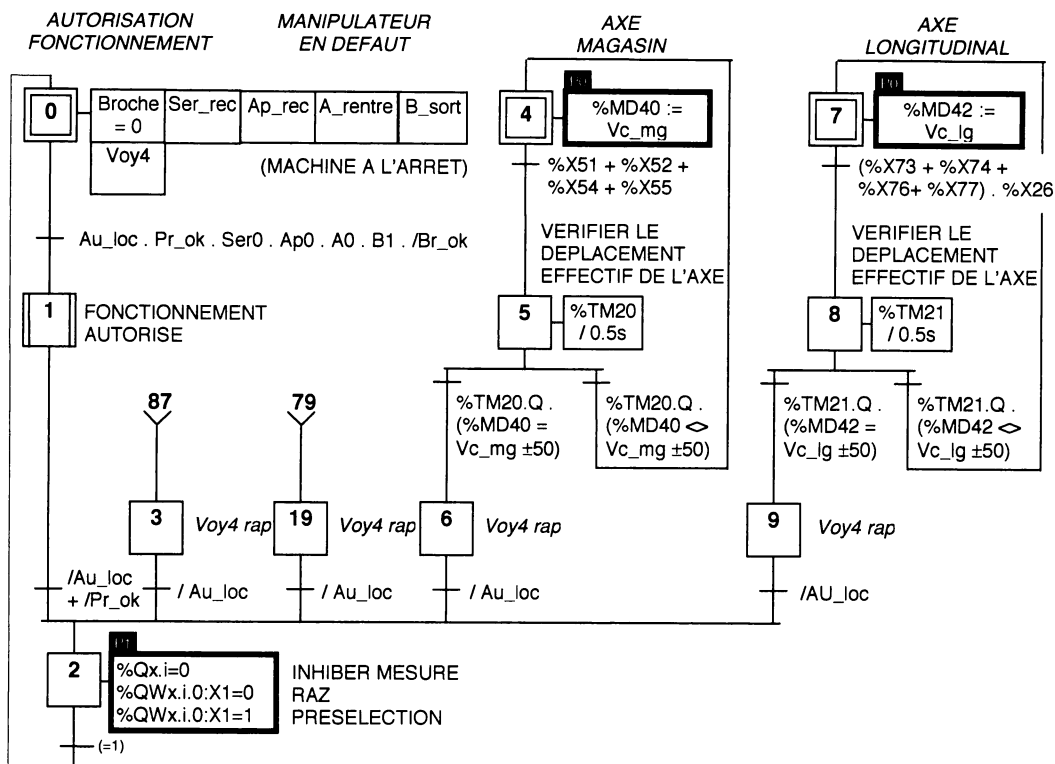 AUTORISATION
FONCTIONNEMENT
MANIPULATEUR
EN DEFAUT
AXE
MAGASIN
AXE
LONGITUDINAL
0
Broche
= 0
Ser_rec
Ap_rec
A_rentre
B_sort
Voy4
(MACHINE A L'ARRET)
4
%MD40 :=
Vc_mg
7
%MD42 :=
Vc_lg
%X51 + %X52 +
%X54 + %X55
(%X73 + %X74 +
%X76+ %X77) . %X26
Au_loc . Pr_ok . Ser0 . Ap0 . A0 . B1 . /Br_ok
VERIFIER LE
DEPLACEMENT
EFFECTIF DE L'AXE
VERIFIER LE
DEPLACEMENT
EFFECTIF DE L'AXE
1
FONCTIONNEMENT
AUTORISE
5
%TM20
/ 0.5s
8
%TM21
/ 0.5s
87
79
%TM20.Q .
(%MD40 =
Vc_mg ±50)
%TM20.Q .
(%MD40 <>
Vc_mg ±50)
%TM21.Q .
(%MD42 =
Vc_lg ±50)
%TM21.Q .
(%MD42 <>
Vc_lg ±50)
3
Voy4 rap
19
Voy4 rap
6
Voy4 rap
9
Voy4 rap
/Au_loc
+ /Pr_ok
/ Au_loc
/ Au_loc
/ Au_loc
/AU_loc
2
%Qx.i=0
%QWx.i.0:X1=0
%QWx.i.0:X1=1
INHIBER MESURE
RAZ
PRESELECTION
(=1)